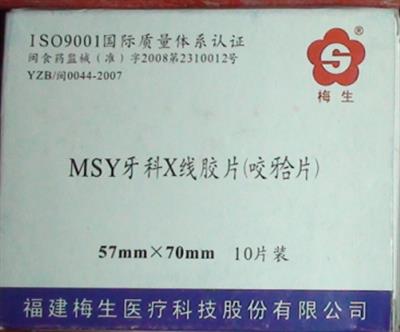 ISO9001国际质量体系认证
闽食药监械（准）字2008第2310012号
YZB/闽0044-2007
S
®
梅生
MSY牙科X线胶片(咬𬌗片)
57mm×70mm 10片装
福建梅生医疗科技股份有限公司